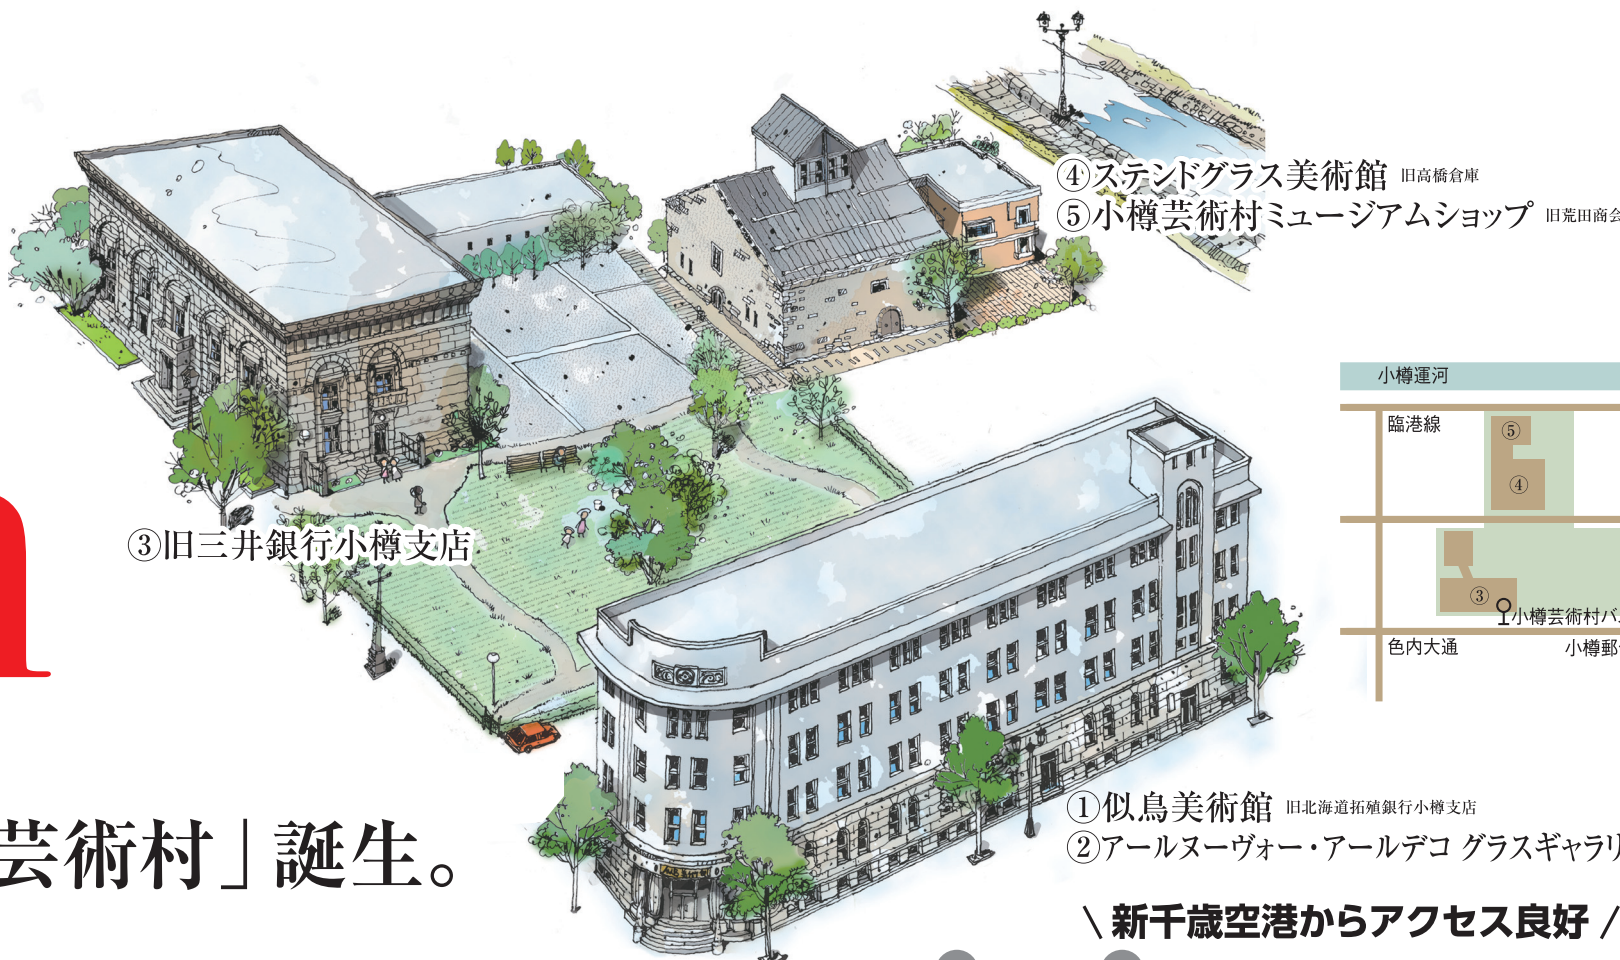 ④ステンドグラス美術館 旧高橋倉庫
⑤小樽芸術村ミュージアムショップ 旧荒田商会
小樽運河
臨港線
⑤
④
③
小樽芸術村バ
色内大通
小樽郵
③旧三井銀行小樽支店
芸術村」誕生。
①似鳥美術館 旧北海道拓殖銀行小樽支店
②アールヌーヴォー・アールデコ グラスギャラリ
\ 新千歳空港からアクセス良好 /